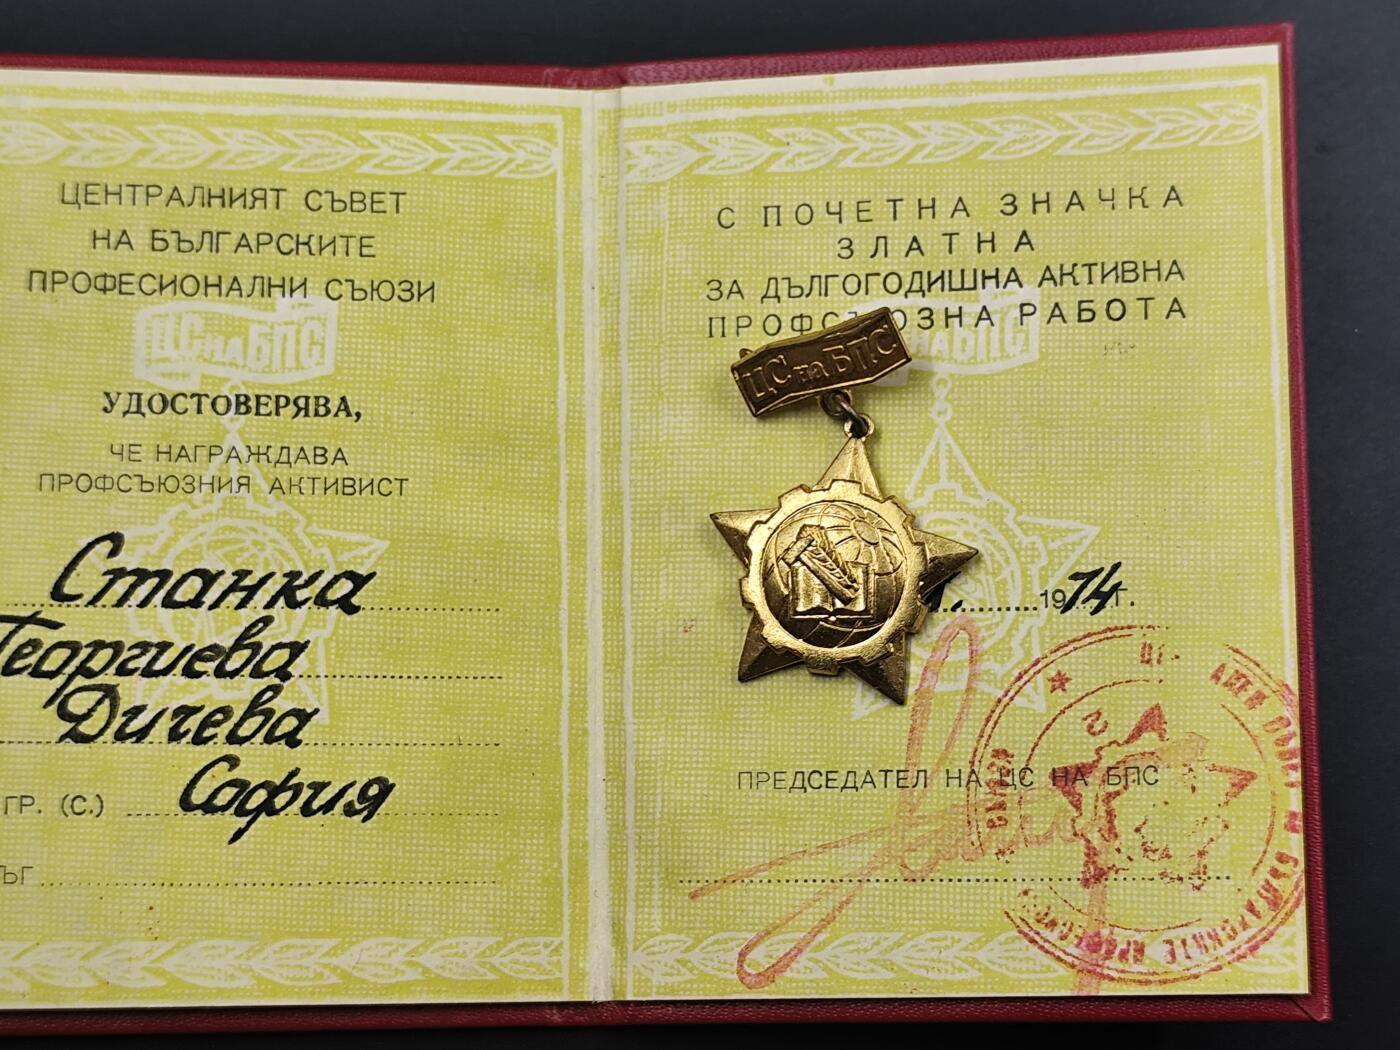 ЦЕНТРАЛНИЯТ СЪВЕТ
НА БЪЛГАРСКИТЕ
ПРОФЕСИОНАЛНИ СЪЮЗИ
ЦС НА БПС
УДОСТОВЕРЯВА,
ЧЕ НАГРАЖДАВА
ПРОФСЪЮЗНИЯ АКТИВИСТ
Станка
Георгиева
Дичева
ГР. (С.) София
С ПОЧЕТНА ЗНАЧКА
ЗЛАТНА
ЗА ДЪЛГОГОДИШНА АКТИВНА
РАБОТА
ЦС на БПС
1974 Г.
ПРЕДСЕДАТЕЛ НА ЦС НА БПС
БЪЛГАРСКИТЕ